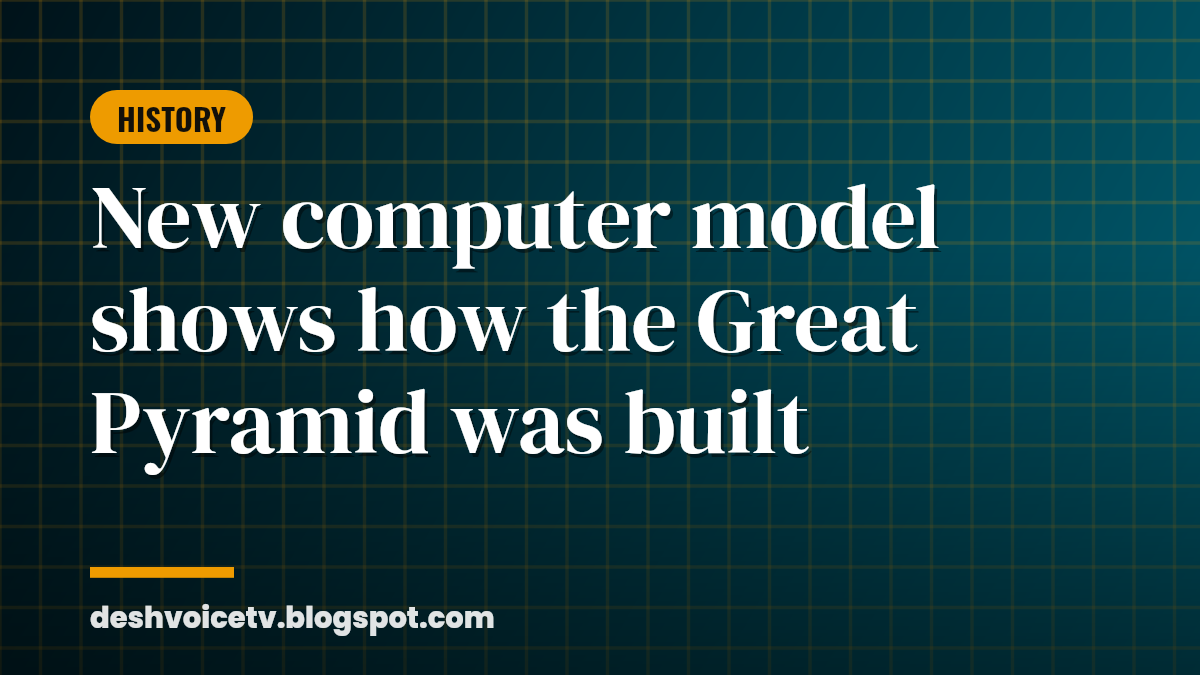 HISTORY
New computer model
shows how the Great
Pyramid was built
deshvoicetv.blogspot.com